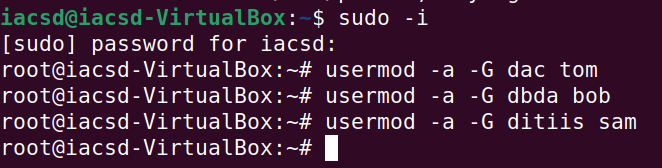 iacsd@iacsd-VirtualBox:~$ sudo -i
[sudo] password for iacsd:
root@iacsd-VirtualBox:~# usermod -a -G dac tom
root@iacsd-VirtualBox:~# usermod -a -G dbda bob
root@iacsd-VirtualBox:~# usermod -a -G ditiis sam
root@iacsd-VirtualBox:~#